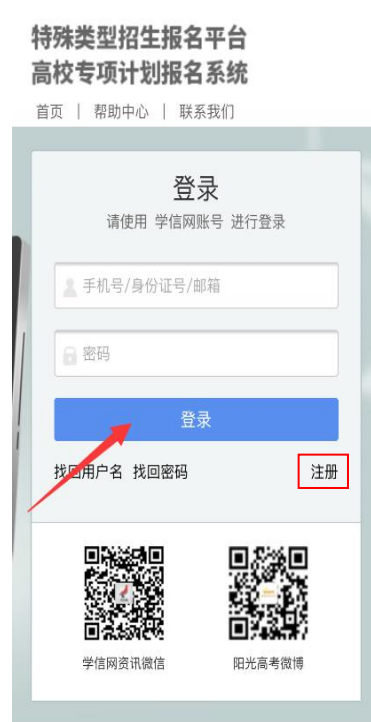 特殊类型招生报名平台
高校专项计划报名系统
首页 | 帮助中心 | 联系我们
登录
请使用 学信网账号 进行登录
手机号/身份证号/邮箱
密码
登录
找回用户名 找回密码 注册
学信网资讯微信 阳光高考微博